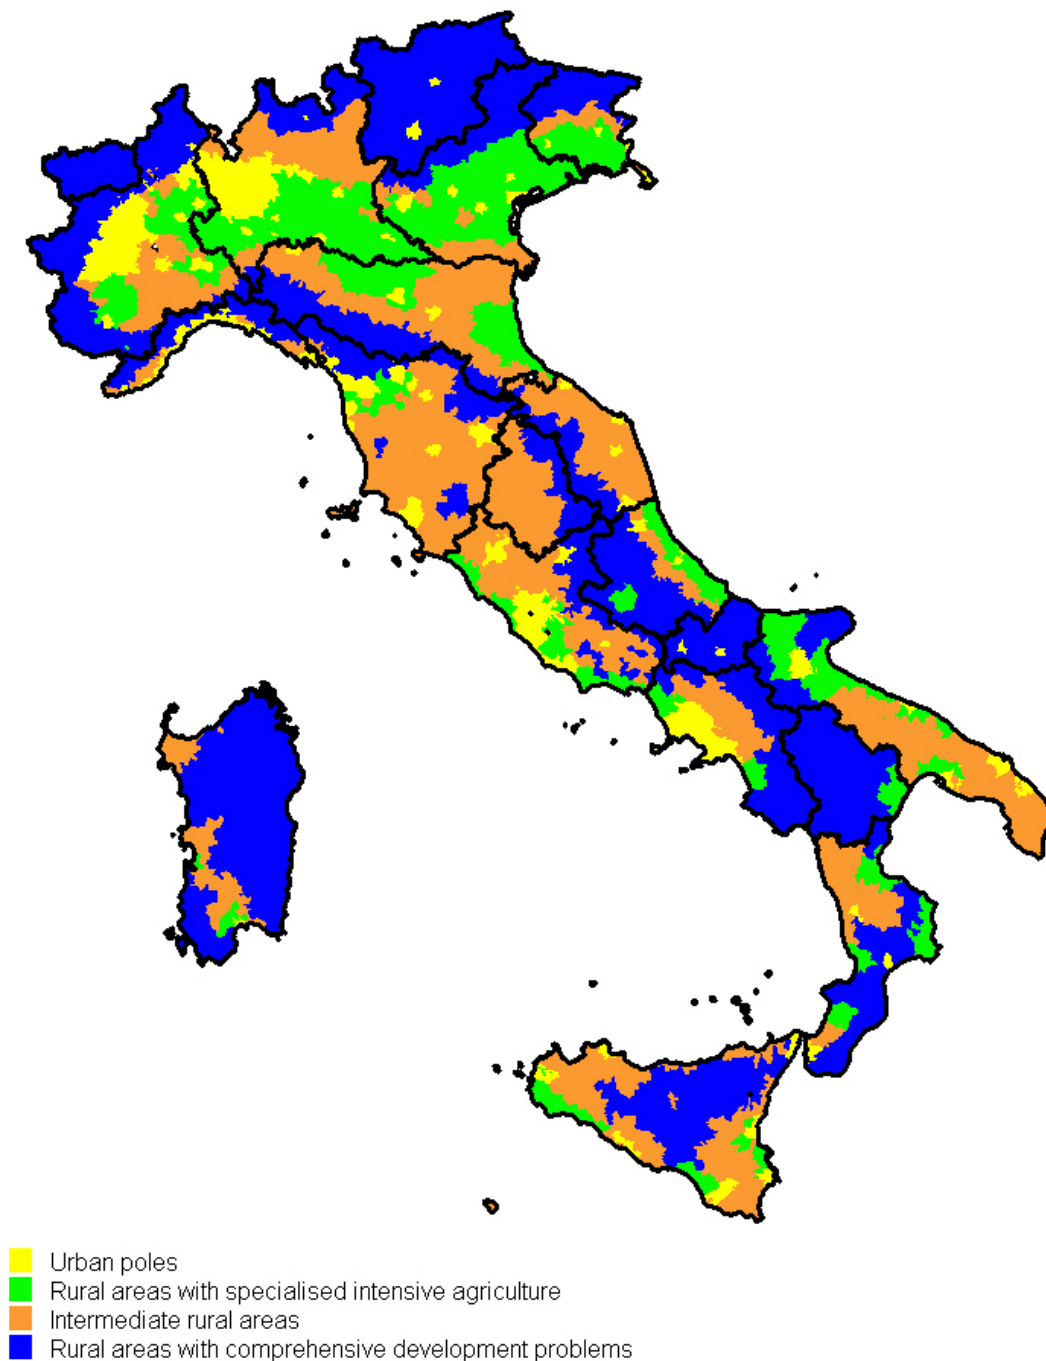 Urban poles
Rural areas with specialised intensive agriculture
Intermediate rural areas
Rural areas with comprehensive development problems